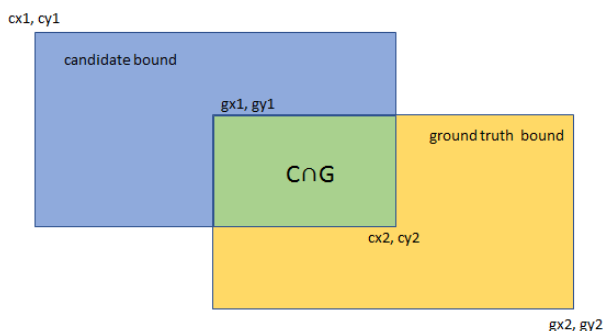 cx1, cy1
candidate bound
gx1, gy1
ground truth bound
C∩G
cx2, cy2
gx2, gy2